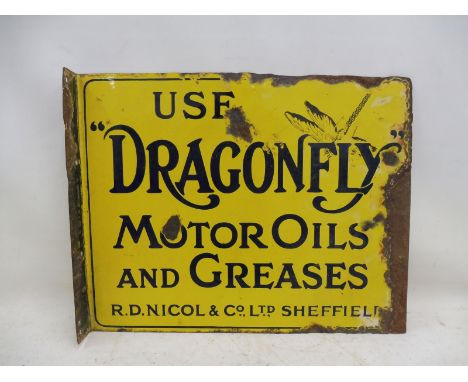 USE
"DRAGONFLY"
MOTOR OILS
AND GREASES
R.D. NICOL & Co. LTD SHEFFIELD